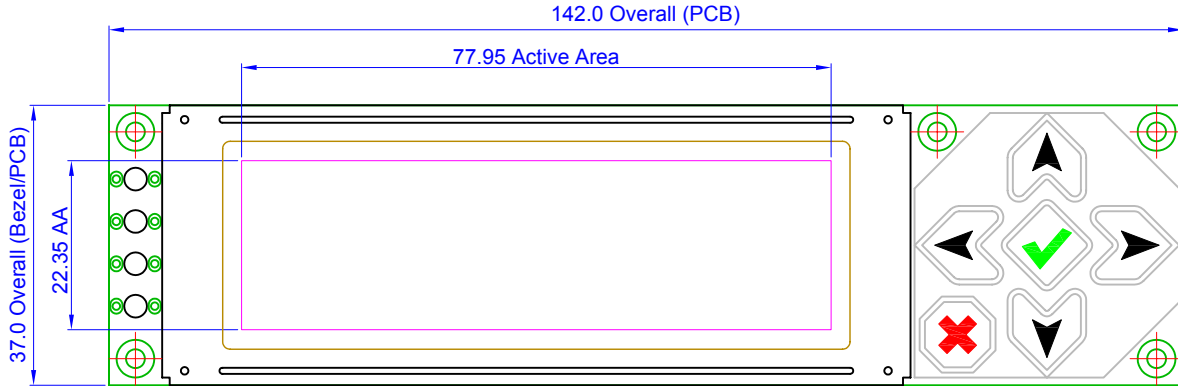 142.0 Overall (PCB)
77.95 Active Area
37.0 Overall (Bezel/PCB)
22.35 AA